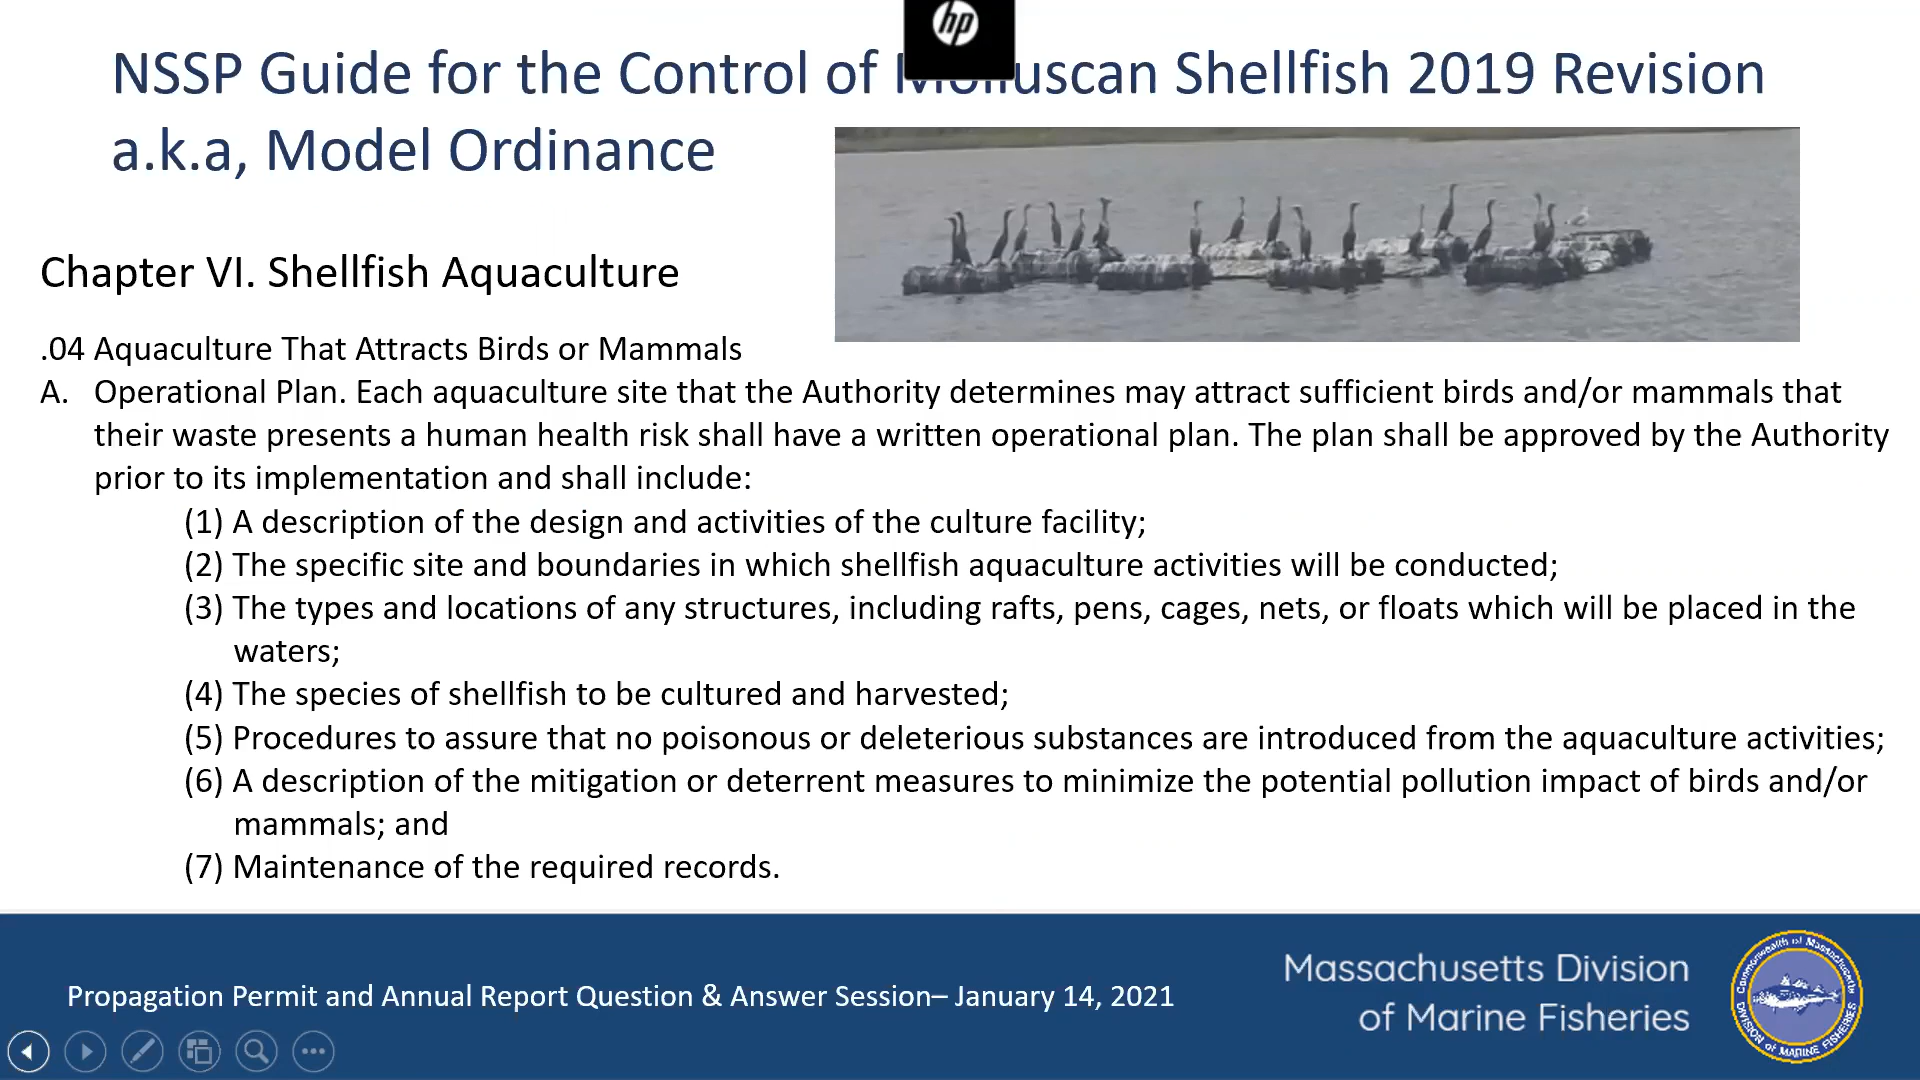 hp
NSSP Guide for the Control of Molluscan Shellfish 2019 Revision
a.k.a, Model Ordinance
Chapter VI. Shellfish Aquaculture
.04 Aquaculture That Attracts Birds or Mammals
A. Operational Plan. Each aquaculture site that the Authority determines may attract sufficient birds and/or mammals that
their waste presents a human health risk shall have a written operational plan. The plan shall be approved by the Authority
prior to its implementation and shall include:
(1) A description of the design and activities of the culture facility;
(2) The specific site and boundaries in which shellfish aquaculture activities will be conducted;
(3) The types and locations of any structures, including rafts, pens, cages, nets, or floats which will be placed in the
waters;
(4) The species of shellfish to be cultured and harvested;
(5) Procedures to assure that no poisonous or deleterious substances are introduced from the aquaculture activities;
(6) A description of the mitigation or deterrent measures to minimize the potential pollution impact of birds and/or
mammals; and
(7) Maintenance of the required records.
Propagation Permit and Annual Report Question & Answer Session– January 14, 2021
Massachusetts Division
of Marine Fisheries
Commonwealth of Massachusetts
DIVISION of MARINE FISHERIES